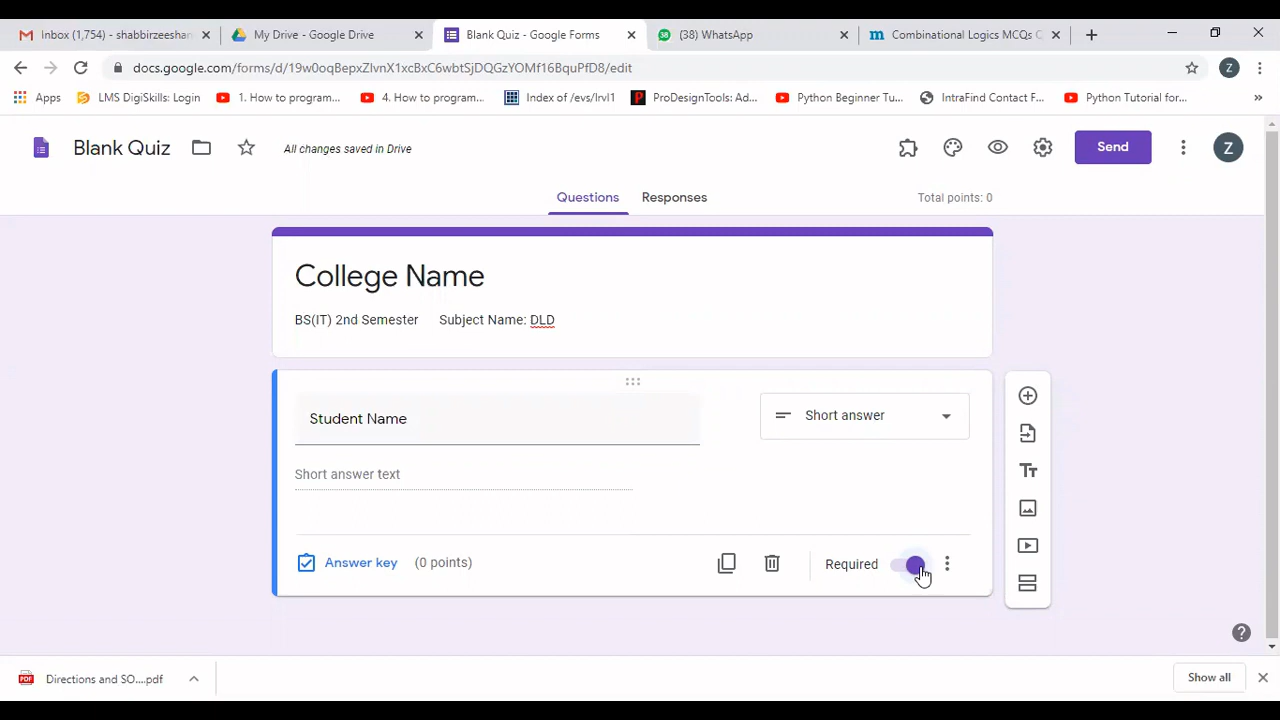 Inbox (1,754) - shabbirzeeshan
My Drive - Google Drive
Blank Quiz - Google Forms
(38) WhatsApp
m
Combinational Logics MCQs
docs.google.com/forms/d/19w0oqBepxZIvnX1xcBxC6wbtSjDQGzYOMf16BquPfD8/edit
Z
Apps
LMS DigiSkills: Login
1. How to program...
4. How to program...
Index of /evs/lrvl1
ProDesignTools: Ad...
Python Beginner Tu...
IntraFind Contact F...
Python Tutorial for...
»
Blank Quiz
All changes saved in Drive
Send
Z
Questions
Responses
Total points: 0
College Name
BS(IT) 2nd Semester Subject Name: DLD
Student Name
Short answer
Short answer text
Answer key
(0 points)
Required
Tт
?
PDF
Directions and SO....pdf
Show all